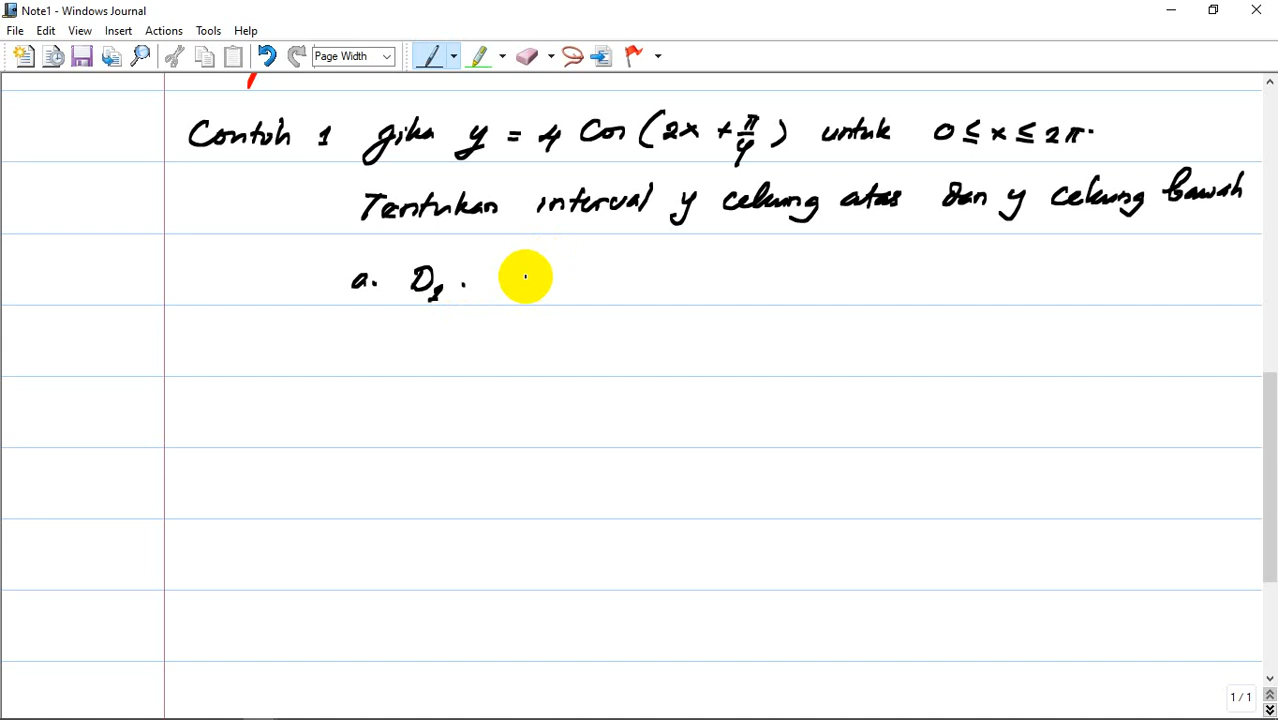 Note1 - Windows Journal
File Edit View Insert Actions Tools Help
Page Width
Contoh 1 Jika y = 4 Cos (2x + π/4) untuk 0 ≤ x ≤ 2π.
Tentukan interval y cekung atas dan y cekung bawah
a.
1 / 1